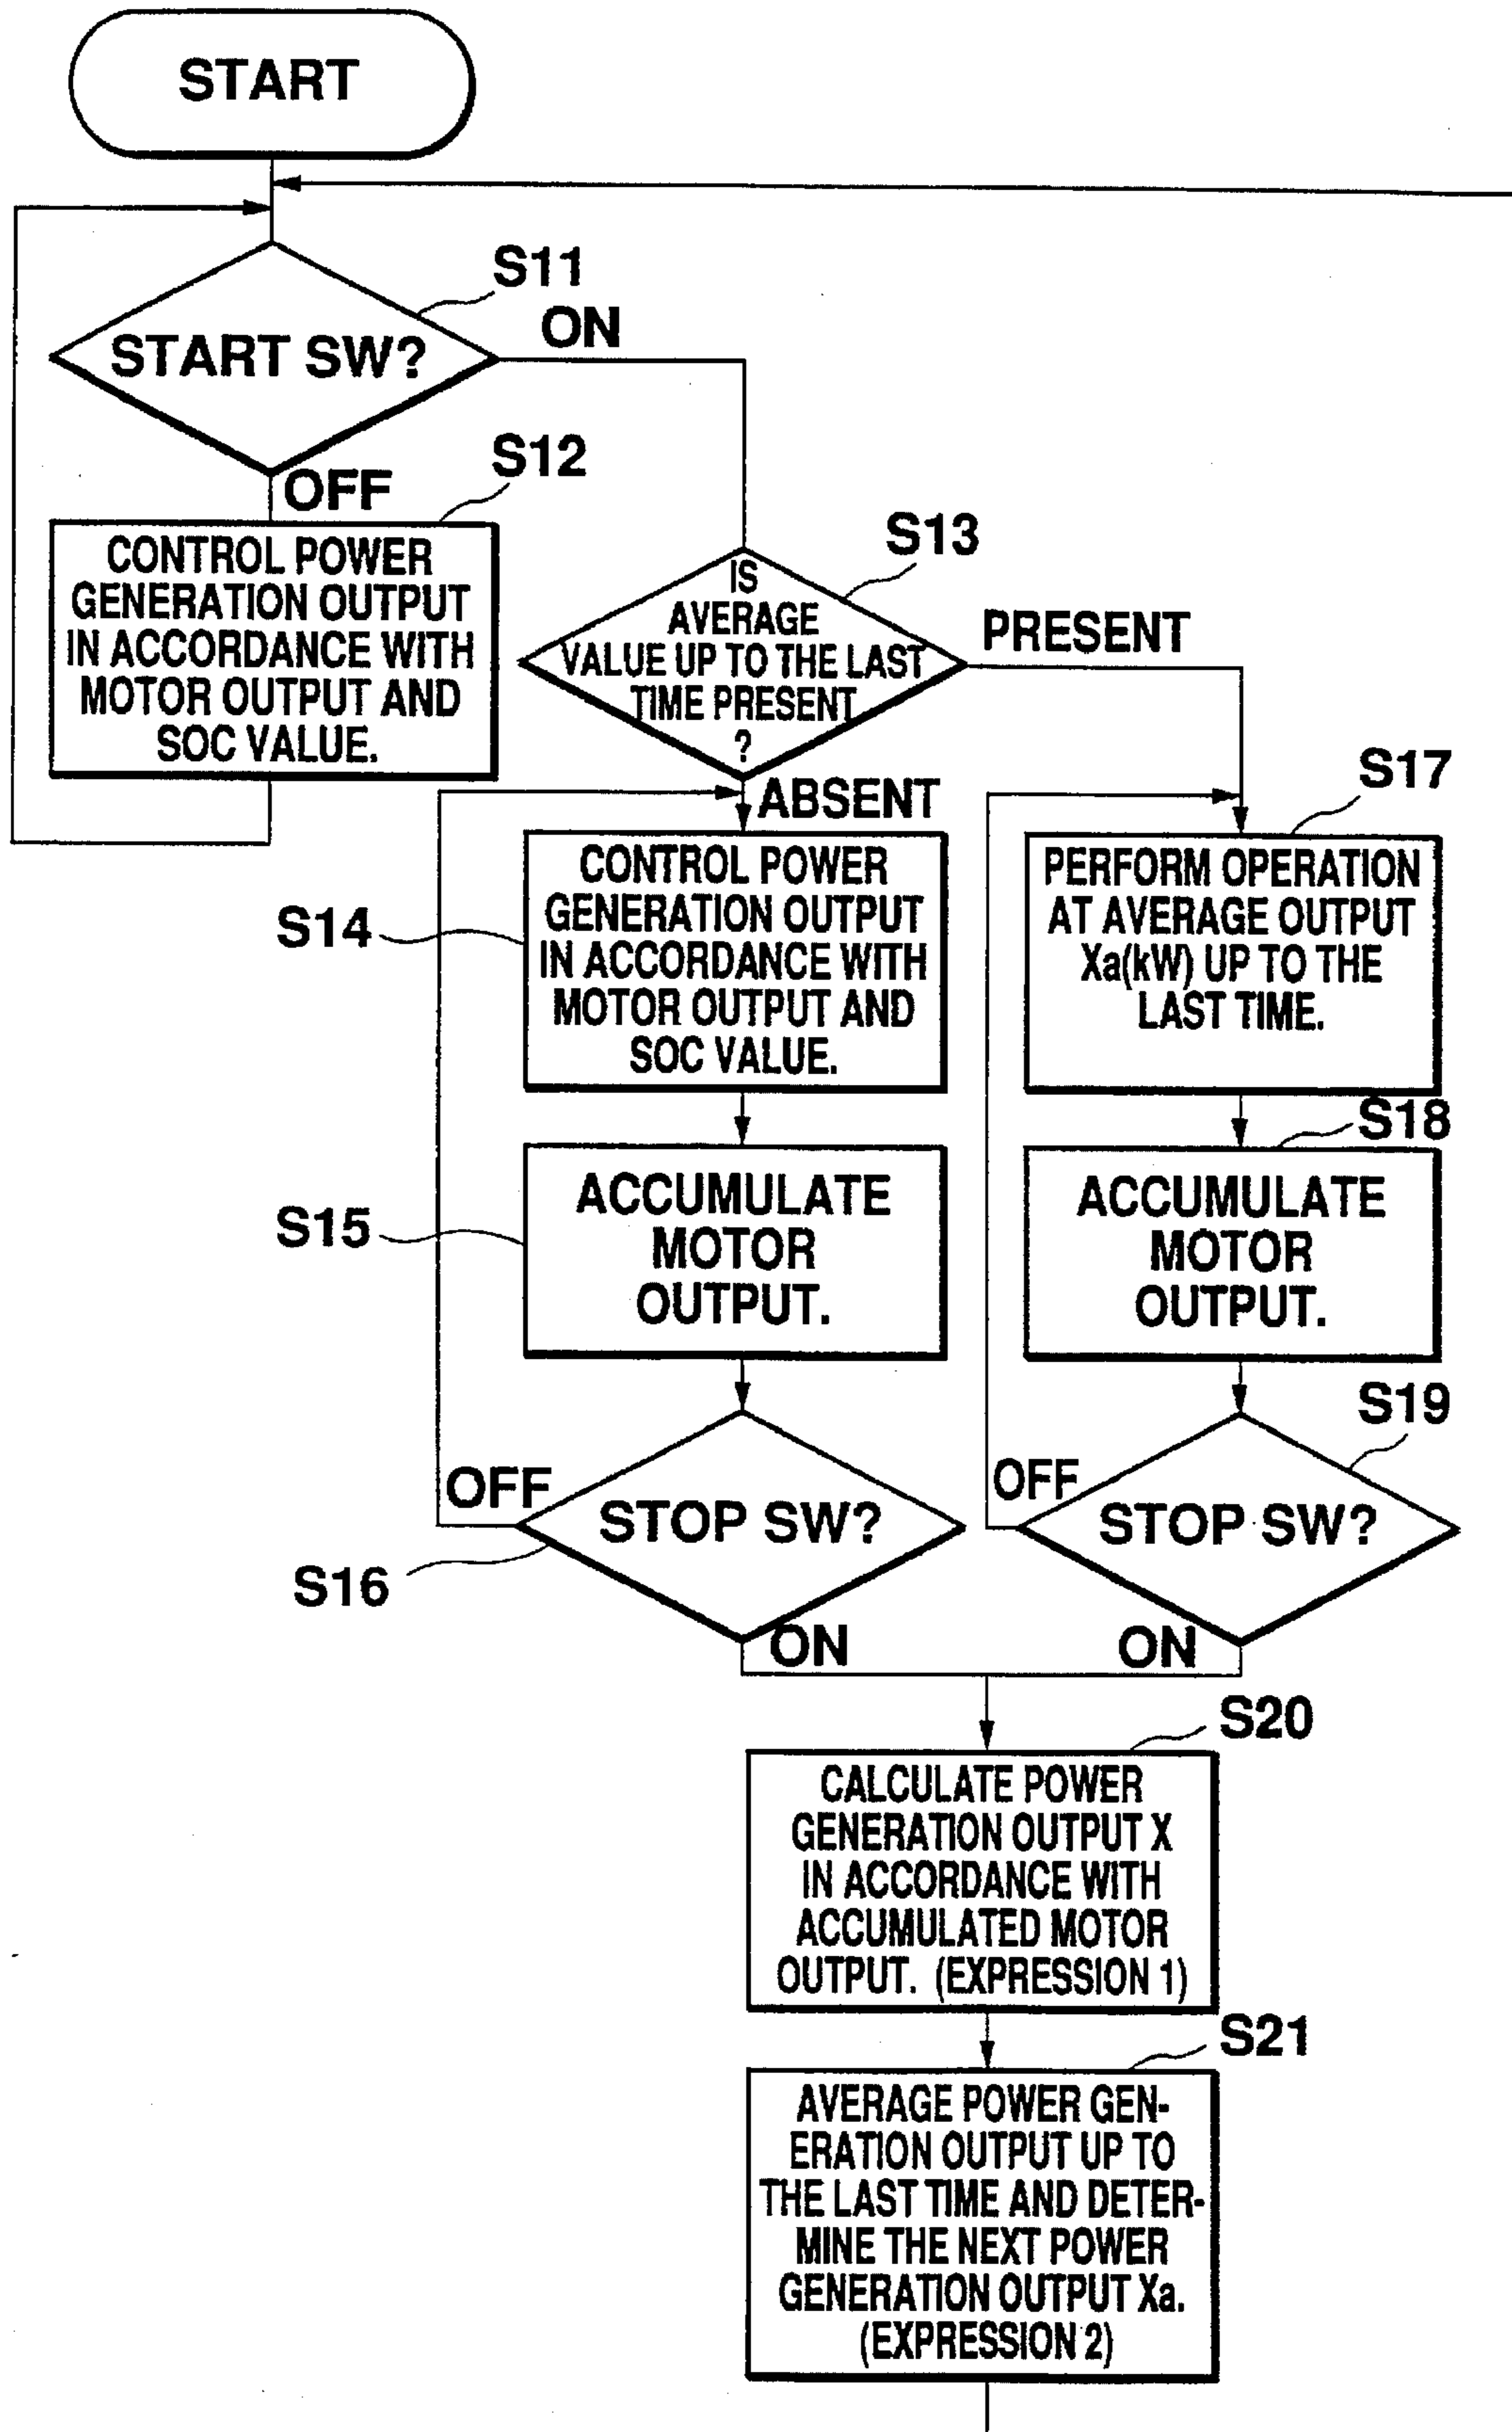 START
S11
ON
START SW?
S12
OFF
CONTROL POWER
GENERATION OUTPUT
IN ACCORDANCE WITH
MOTOR OUTPUT AND
SOC VALUE.
S13
IS
AVERAGE
VALUE UP TO THE LAST
TIME PRESENT
?
PRESENT
ABSENT
S14
CONTROL POWER
GENERATION OUTPUT
IN ACCORDANCE WITH
MOTOR OUTPUT AND
SOC VALUE.
S15
ACCUMULATE
MOTOR
OUTPUT.
OFF
STOP SW?
S16
ON
S17
PERFORM OPERATION
AT AVERAGE OUTPUT
Xa(kW) UP TO THE
LAST TIME.
S18
ACCUMULATE
MOTOR
OUTPUT.
S19
OFF
STOP SW?
ON
S20
CALCULATE POWER
GENERATION OUTPUT X
IN ACCORDANCE WITH
ACCUMULATED MOTOR
OUTPUT. (EXPRESSION 1)
S21
AVERAGE POWER GEN-
ERATION OUTPUT UP TO
THE LAST TIME AND DETER-
MINE THE NEXT POWER
GENERATION OUTPUT Xa.
(EXPRESSION 2)